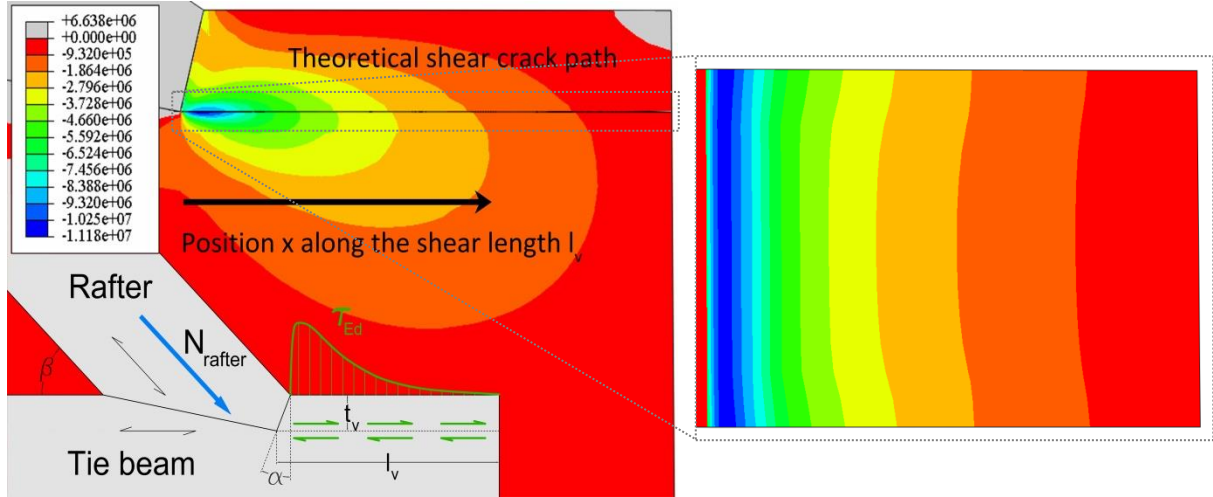 +6.638e+06
+0.000e+00
-9.320e+05
-1.864e+06
-2.796e+06
-3.728e+06
-4.660e+06
-5.592e+06
-6.524e+06
-7.456e+06
-8.388e+06
-9.320e+06
-1.025e+07
-1.118e+07
Theoretical shear crack path
Position x along the shear length lv
Rafter
Nrafter
β
τEd
tv
Tie beam
lv
α